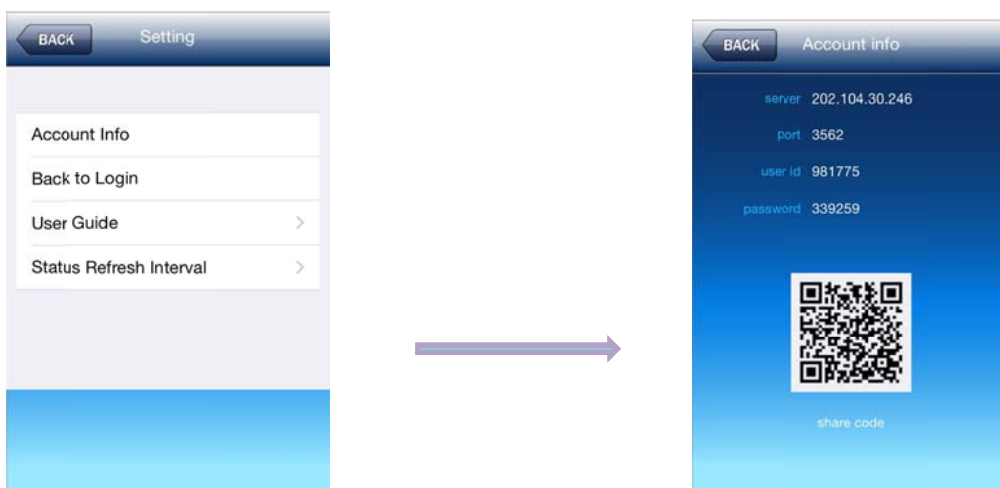 BACK Setting
Account Info
Back to Login
User Guide
Status Refresh Interval
BACK Account info
server 202.104.30.246
port 3562
user id 981775
password 339259
share code